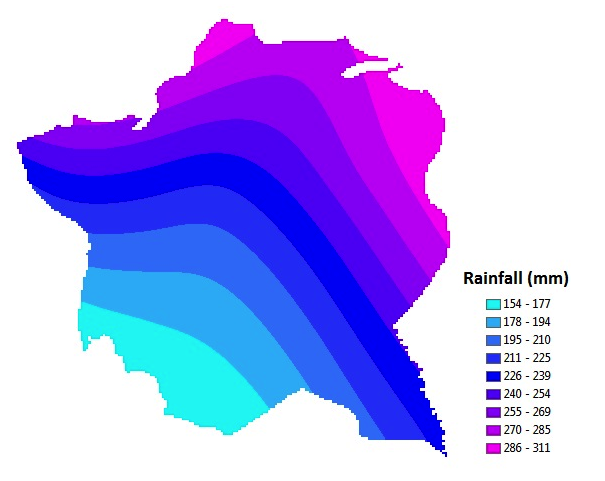 Rainfall (mm)
154 - 177
178 - 194
195 - 210
211 - 225
226 - 239
240 - 254
255 - 269
270 - 285
286 - 311